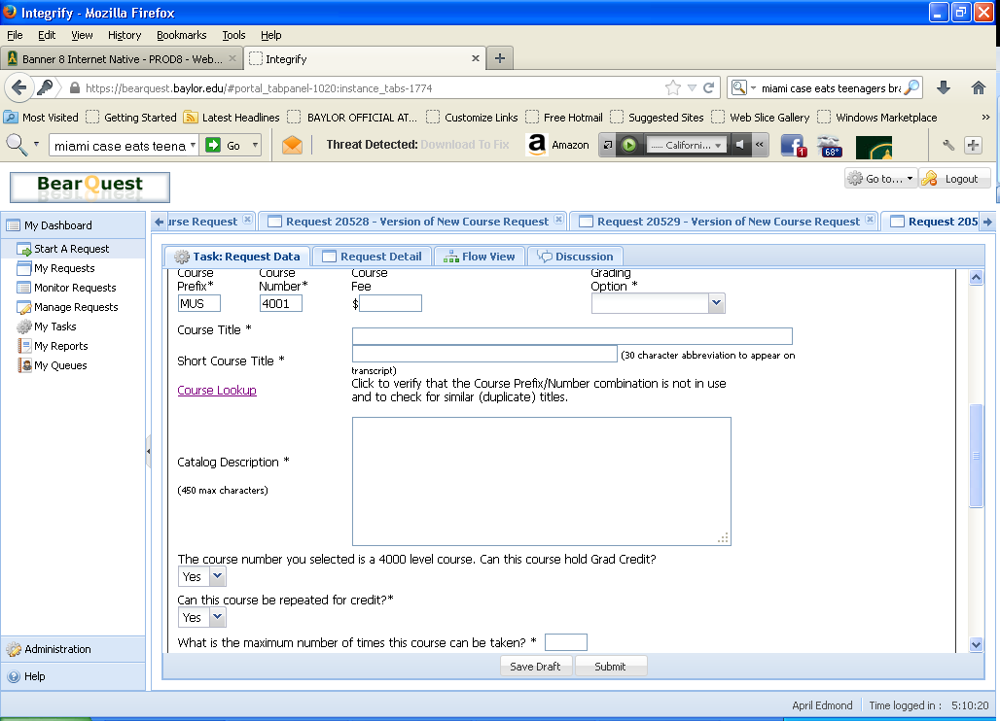 Integrify - Mozilla Firefox
File Edit View History Bookmarks Tools Help
Banner 8 Internet Native - PROD8 - Web... × Integrify × +
https://bearquest.baylor.edu/#portal_tabpanel-1020:instance_tabs-1774 miami case eats teenagers bra
Most Visited Getting Started Latest Headlines BAYLOR OFFICIAL AT... Customize Links Free Hotmail Suggested Sites Web Slice Gallery Windows Marketplace »
miami case eats teena Go Threat Detected: Download To Fix a Amazon ..... Californi... « 1 68°
BearQuest Go to... Logout
My Dashboard
urse Request Request 20528 - Version of New Course Request Request 20529 - Version of New Course Request Request 205
Start A Request
My Requests
Monitor Requests
Manage Requests
My Tasks
My Reports
My Queues
Task: Request Data Request Detail Flow View Discussion
Course Course Course Grading
Prefix* Number* Fee Option *
MUS 4001 $
Course Title *
Short Course Title * (30 character abbreviation to appear on
transcript)
Course Lookup Click to verify that the Course Prefix/Number combination is not in use
and to check for similar (duplicate) titles.
Catalog Description *
(450 max characters)
The course number you selected is a 4000 level course. Can this course hold Grad Credit?
Yes
Can this course be repeated for credit?*
Yes
What is the maximum number of times this course can be taken? *
Administration
Save Draft Submit
Help
April Edmond Time logged in : 5:10:20